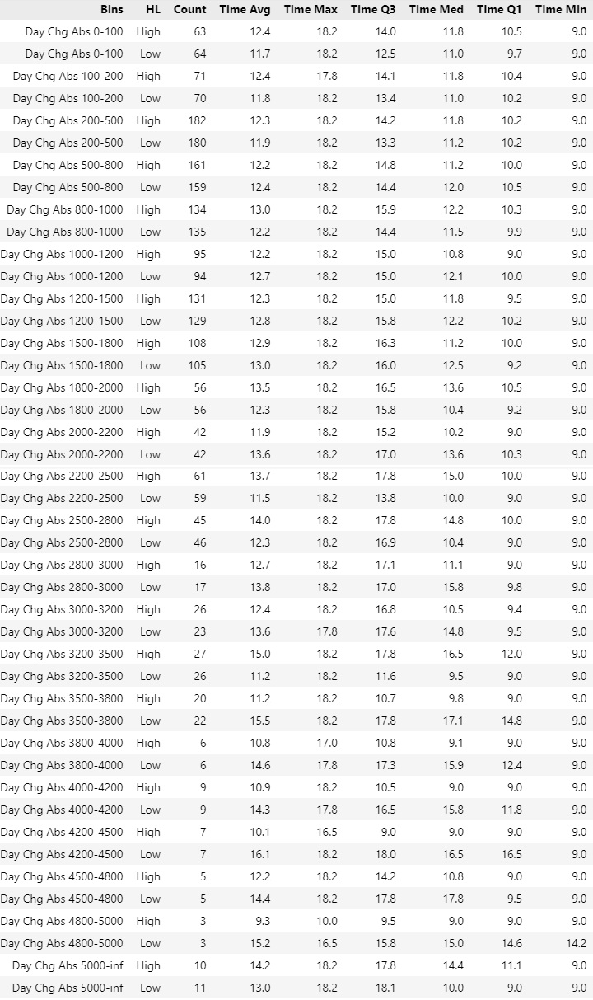 Bins HL Count Time Avg Time Max Time Q3 Time Med Time Q1 Time Min
Day Chg Abs 0-100 High 63 12.4 18.2 14.0 11.8 10.5 9.0
Day Chg Abs 0-100 Low 64 11.7 18.2 12.5 11.0 9.7 9.0
Day Chg Abs 100-200 High 71 12.4 17.8 14.1 11.8 10.4 9.0
Day Chg Abs 100-200 Low 70 11.8 18.2 13.4 11.0 10.2 9.0
Day Chg Abs 200-500 High 182 12.3 18.2 14.2 11.8 10.2 9.0
Day Chg Abs 200-500 Low 180 11.9 18.2 13.3 11.2 10.2 9.0
Day Chg Abs 500-800 High 161 12.2 18.2 14.8 11.2 10.0 9.0
Day Chg Abs 500-800 Low 159 12.4 18.2 14.4 12.0 10.5 9.0
Day Chg Abs 800-1000 High 134 13.0 18.2 15.9 12.2 10.3 9.0
Day Chg Abs 800-1000 Low 135 12.2 18.2 14.4 11.5 9.9 9.0
Day Chg Abs 1000-1200 High 95 12.2 18.2 15.0 10.8 9.0 9.0
Day Chg Abs 1000-1200 Low 94 12.7 18.2 15.0 12.1 10.0 9.0
Day Chg Abs 1200-1500 High 131 12.3 18.2 15.0 11.8 9.5 9.0
Day Chg Abs 1200-1500 Low 129 12.8 18.2 15.8 12.2 10.2 9.0
Day Chg Abs 1500-1800 High 108 12.9 18.2 16.3 11.2 10.0 9.0
Day Chg Abs 1500-1800 Low 105 13.0 18.2 16.0 12.5 9.2 9.0
Day Chg Abs 1800-2000 High 56 13.5 18.2 16.5 13.6 10.5 9.0
Day Chg Abs 1800-2000 Low 56 12.3 18.2 15.8 10.4 9.2 9.0
Day Chg Abs 2000-2200 High 42 11.9 18.2 15.2 10.2 9.0 9.0
Day Chg Abs 2000-2200 Low 42 13.6 18.2 17.0 13.6 10.3 9.0
Day Chg Abs 2200-2500 High 61 13.7 18.2 17.8 15.0 10.0 9.0
Day Chg Abs 2200-2500 Low 59 11.5 18.2 13.8 10.0 9.0 9.0
Day Chg Abs 2500-2800 High 45 14.0 18.2 17.8 14.8 10.0 9.0
Day Chg Abs 2500-2800 Low 46 12.3 18.2 16.9 10.4 9.0 9.0
Day Chg Abs 2800-3000 High 16 12.7 18.2 17.1 11.1 9.0 9.0
Day Chg Abs 2800-3000 Low 17 13.8 18.2 17.0 15.8 9.8 9.0
Day Chg Abs 3000-3200 High 26 12.4 18.2 16.8 10.5 9.4 9.0
Day Chg Abs 3000-3200 Low 23 13.6 17.8 17.6 14.8 9.5 9.0
Day Chg Abs 3200-3500 High 27 15.0 18.2 17.8 16.5 12.0 9.0
Day Chg Abs 3200-3500 Low 26 11.2 18.2 11.6 9.5 9.0 9.0
Day Chg Abs 3500-3800 High 20 11.2 18.2 10.7 9.8 9.0 9.0
Day Chg Abs 3500-3800 Low 22 15.5 18.2 17.8 17.1 14.8 9.0
Day Chg Abs 3800-4000 High 6 10.8 17.0 10.8 9.1 9.0 9.0
Day Chg Abs 3800-4000 Low 6 14.6 17.8 17.3 15.9 12.4 9.0
Day Chg Abs 4000-4200 High 9 10.9 18.2 10.5 9.0 9.0 9.0
Day Chg Abs 4000-4200 Low 9 14.3 17.8 16.5 15.8 11.8 9.0
Day Chg Abs 4200-4500 High 7 10.1 16.5 9.0 9.0 9.0 9.0
Day Chg Abs 4200-4500 Low 7 16.1 18.2 18.0 16.5 16.5 9.0
Day Chg Abs 4500-4800 High 5 12.2 18.2 14.2 10.8 9.0 9.0
Day Chg Abs 4500-4800 Low 5 14.4 18.2 17.8 17.8 9.5 9.0
Day Chg Abs 4800-5000 High 3 9.3 10.0 9.5 9.0 9.0 9.0
Day Chg Abs 4800-5000 Low 3 15.2 16.5 15.8 15.0 14.6 14.2
Day Chg Abs 5000-inf High 10 14.2 18.2 17.8 14.4 11.1 9.0
Day Chg Abs 5000-inf Low 11 13.0 18.2 18.1 10.0 9.0 9.0